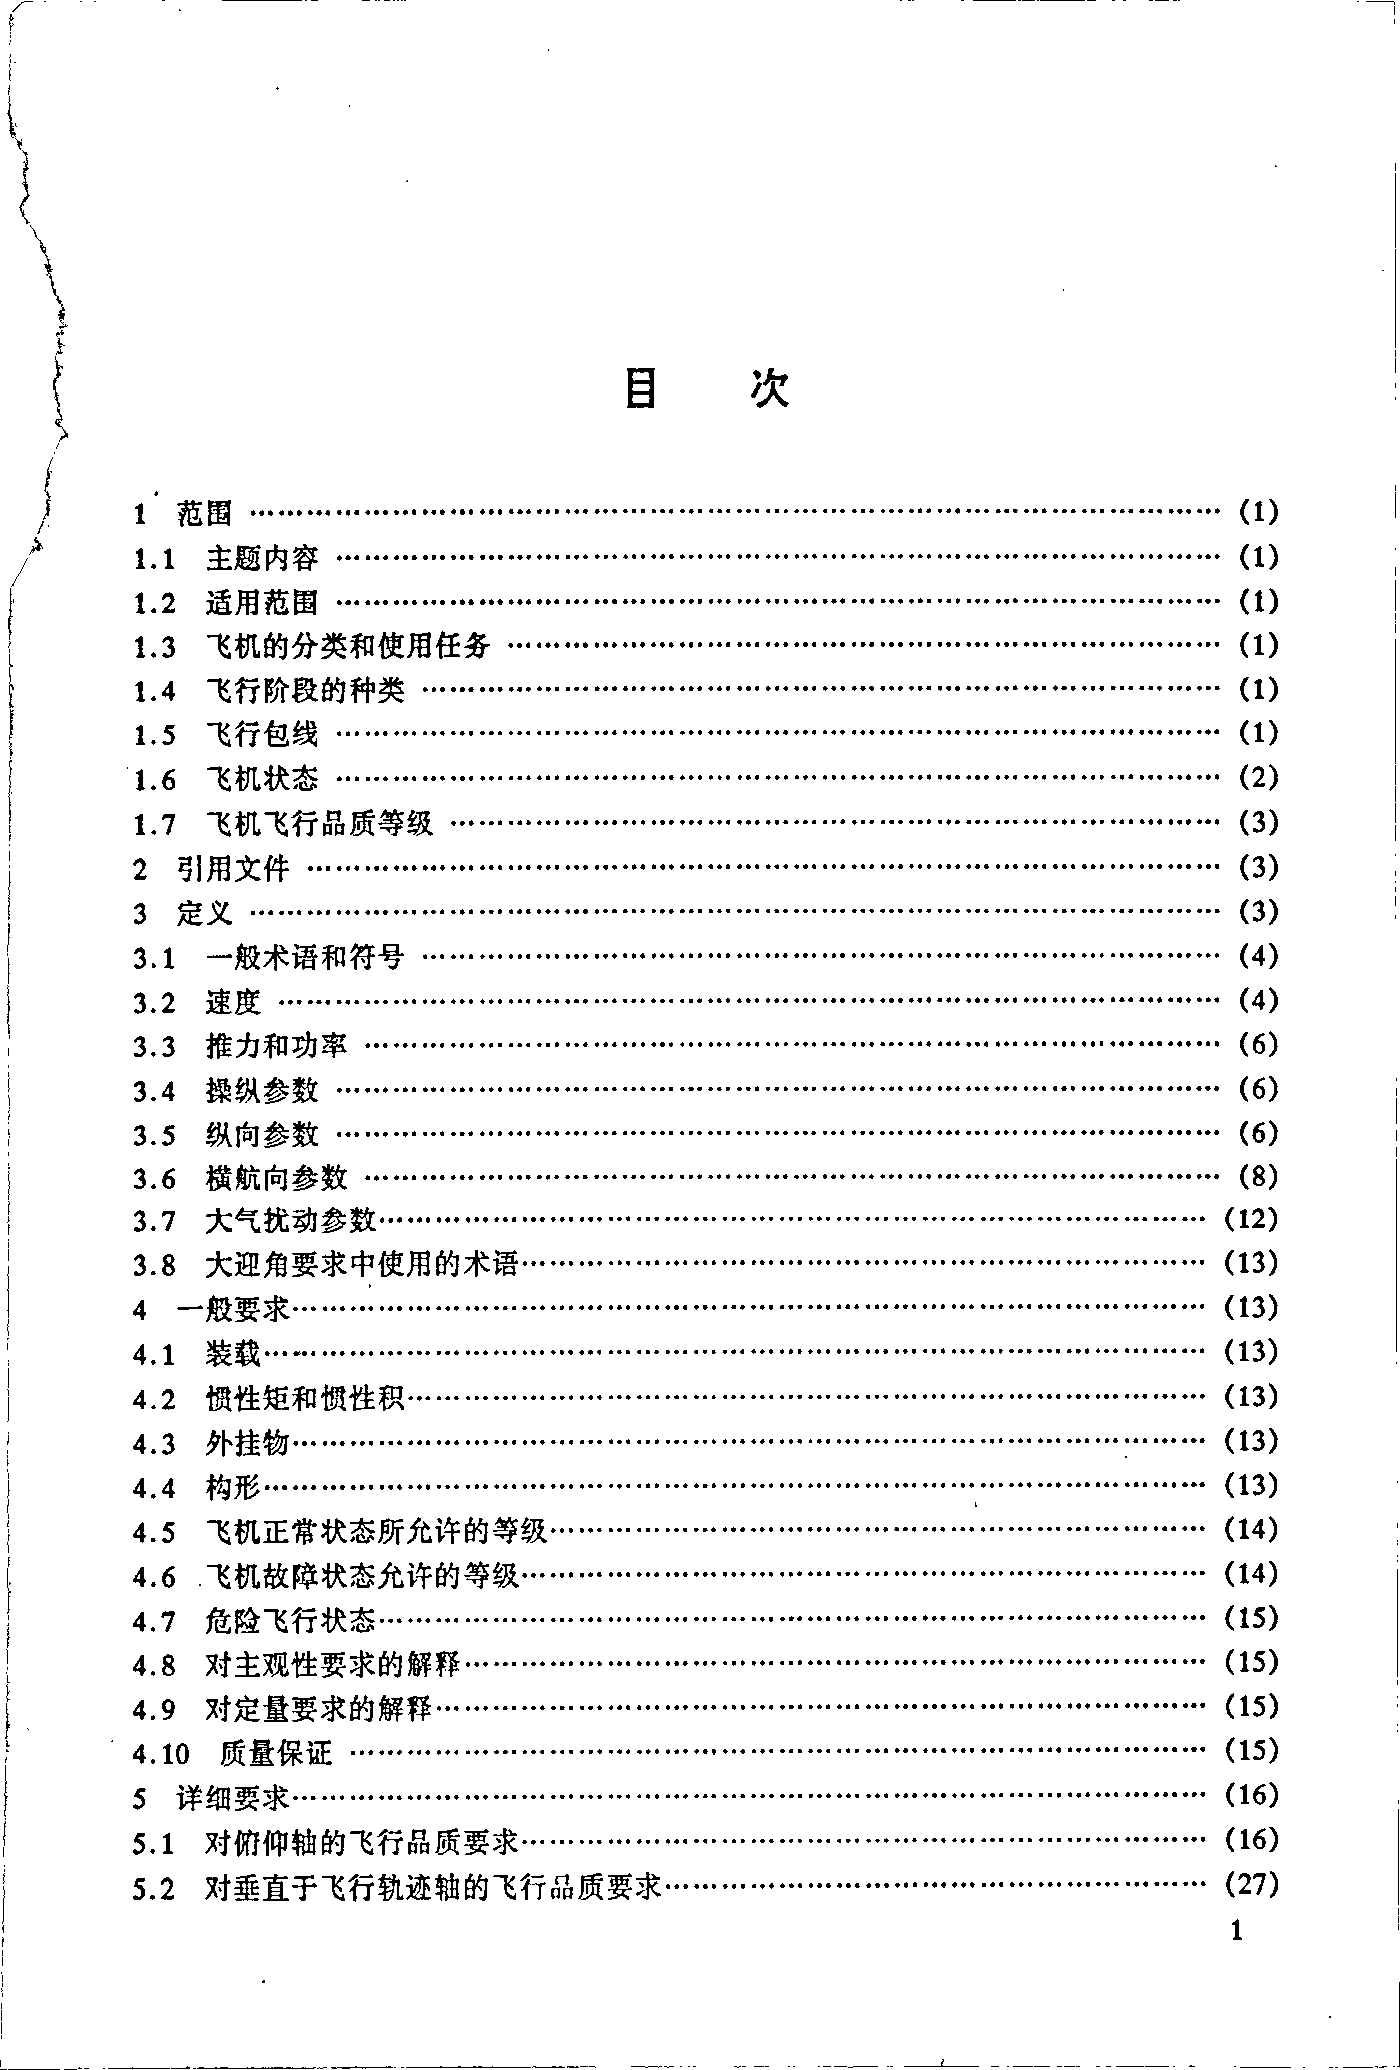 目 次
1 范围 …… (1)
1.1 主题内容 …… (1)
1.2 适用范围 …… (1)
1.3 飞机的分类和使用任务 …… (1)
1.4 飞行阶段的种类 …… (1)
1.5 飞行包线 …… (1)
1.6 飞机状态 …… (2)
1.7 飞机飞行品质等级 …… (3)
2 引用文件 …… (3)
3 定义 …… (3)
3.1 一般术语和符号 …… (4)
3.2 速度 …… (4)
3.3 推力和功率 …… (6)
3.4 操纵参数 …… (6)
3.5 纵向参数 …… (6)
3.6 横航向参数 …… (8)
3.7 大气扰动参数 …… (12)
3.8 大迎角要求中使用的术语 …… (13)
4 一般要求 …… (13)
4.1 装载 …… (13)
4.2 惯性矩和惯性积 …… (13)
4.3 外挂物 …… (13)
4.4 构形 …… (13)
4.5 飞机正常状态所允许的等级 …… (14)
4.6 飞机故障状态允许的等级 …… (14)
4.7 危险飞行状态 …… (15)
4.8 对主观性要求的解释 …… (15)
4.9 对定量要求的解释 …… (15)
4.10 质量保证 …… (15)
5 详细要求 …… (16)
5.1 对俯仰轴的飞行品质要求 …… (16)
5.2 对垂直于飞行轨迹轴的飞行品质要求 …… (27)
1